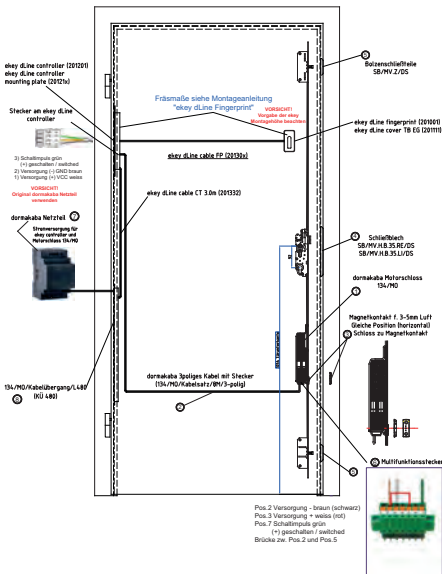 ekey dLine controller (201201)
ekey dLine controller
mounting plate (20121x)
Stecker am ekey dLine
controller
3) Schaltimpuls grün
(+) geschalten / switched
2) Versorgung (-) GND braun
1) Versorgung (+) VCC weiss
VORSICHT!
Original dormakaba Netzteil
verwenden
dormakaba Netzteil
7
Stromversorgung für
ekey controller und
Motorschloss 134/MO
134/MO/Kabelübergang/L480
(KÜ 480)
Fräsmaße siehe Montageanleitung
"ekey dLine Fingerprint"
VORSICHT!
Vorgabe der ekey
Montagehöhe beachten
ekey dLine cable FP (20130x)
ekey dLine cable CT 3.0m (201332)
dormakaba 3poliges Kabel mit Stecker
(134/MO/Kabelsatz/8M/3-polig)
Bolzenschließteile
SB/MV.Z/DS
ekey dLine fingerprint (201001)
ekey dLine cover TB EG (201111)
Schließblech
SB/MV.H.B.35.RE/DS
SB/MV.H.B.35.LI/DS
dormakaba Motorschloss
134/MO
Magnetkontakt f. 3-5mm Luft
Gleiche Position (horizontal)
Schloss zu Magnetkontakt
Multifunktionsstecker
Pos.2 Versorgung - braun (schwarz)
Pos.3 Versorgung + weiss (rot)
Pos.7 Schaltimpuls grün
(+) geschalten / switched
Brücke zw. Pos.2 und Pos.5